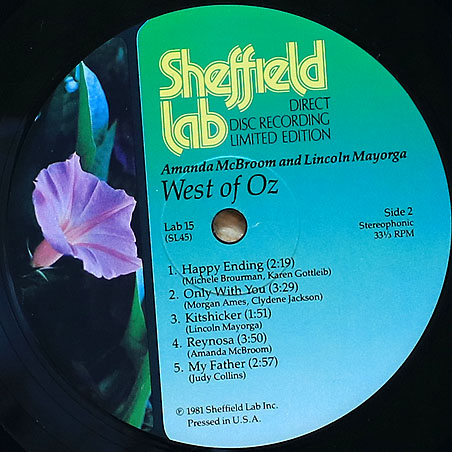 Sheffield
lab
DIRECT
DISC RECORDING
LIMITED EDITION
Amanda McBroom and Lincoln Mayorga
West of Oz
Lab 15
(SL45)
Side 2
Stereophonic
33⅓ RPM
1. Happy Ending (2:19)
(Michele Brourman, Karen Gottleib)
2. Only With You (3:29)
(Morgan Ames, Clydene Jackson)
3. Kitshicker (1:51)
(Lincoln Mayorga)
4. Reynosa (3:50)
(Amanda McBroom)
5. My Father (2:57)
(Judy Collins)
℗ 1981 Sheffield Lab Inc.
Pressed in U.S.A.